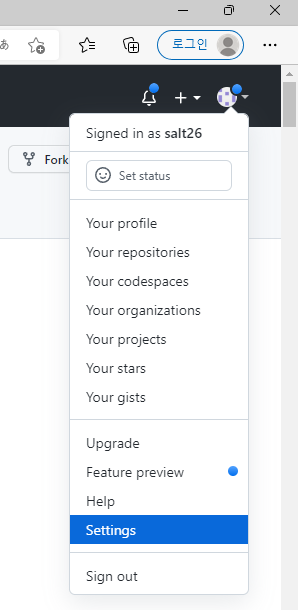 あ
로그인
Fork
Signed in as salt26
Set status
Your profile
Your repositories
Your codespaces
Your organizations
Your projects
Your stars
Your gists
Upgrade
Feature preview
Help
Settings
Sign out